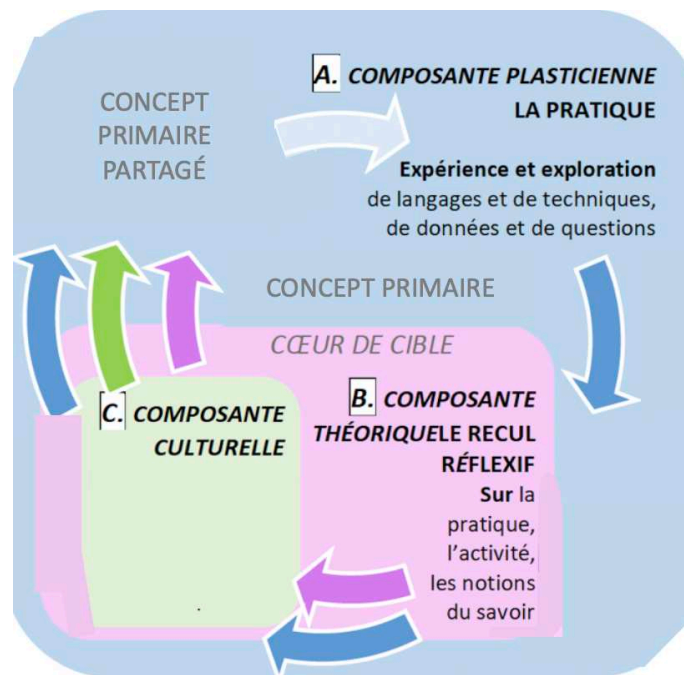 CONCEPT
PRIMAIRE
PARTAGÉ
A. COMPOSANTE PLASTICIENNE
LA PRATIQUE
Expérience et exploration
de langages et de techniques,
de données et de questions
CONCEPT PRIMAIRE
CŒUR DE CIBLE
C. COMPOSANTE
CULTURELLE
.
B. COMPOSANTE
THÉORIQUELE RECUL
RÉFLEXIF
Sur la
pratique,
l’activité,
les notions
du savoir